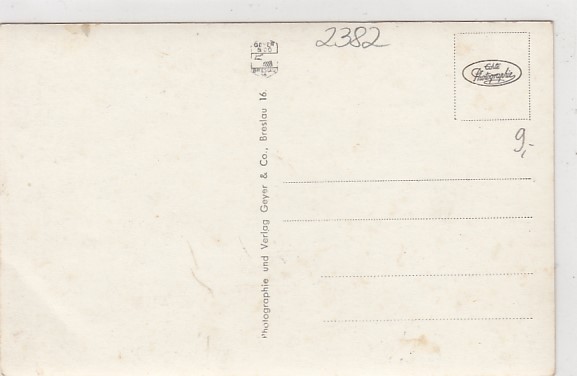 2382
Echte
Photographie
9,-
Photographie und Verlag Geyer & Co., Breslau 16.